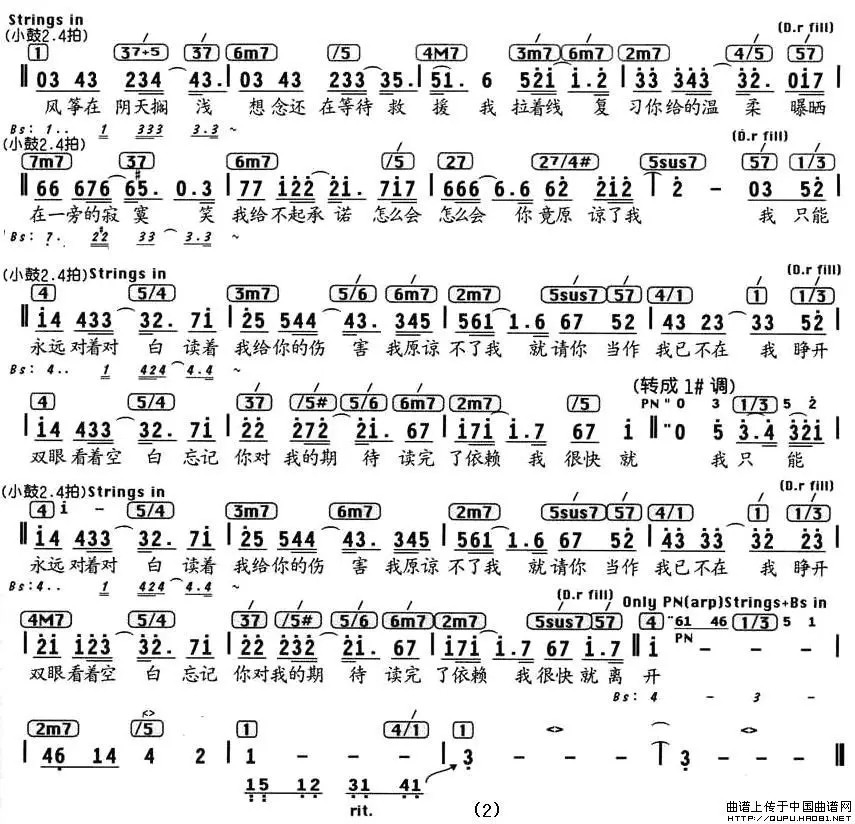 Strings in
(小鼓2.4拍) (D.r fill)
1 37+5 37 6m7 /5 4M7 3m7 6m7 2m7 4/5 57
03 43 234 43. 03 43 233 35. 51. 6 521 1.2 33 343 32. 017
风筝在 阴天搁 浅 想念还 在等待 救 援 我 拉着线 复 习你给的温 柔 曝晒
Bs: 1.. 1 333 3.3 ~
(小鼓2.4拍) (D.r fill)
7m7 37 6m7 /5 27 27/4# 5sus7 57 1/3
66 676 #65. 0.3 77 122 21. 717 666 6.6 62 212 2 - 03 52
在一旁的寂 寞 笑 我给不起承 诺 怎么会 怎么会 你竟原 谅了我 我 只能
Bs: 7. 22 33 3.3 ~
(小鼓2.4拍)Strings in (D.r fill)
4 5/4 3m7 5/6 6m7 2m7 5sus7 57 4/1 1 1/3
14 433 32. 71 25 544 43. 345 561 1.6 67 52 43 23 33 52
永远对着对 白 读着 我给你的伤 害 我原谅 不了我 就请你 当作 我已不在 我 睁开
Bs: 4.. 1 424 4.4 ~
(转成1#调)
4 5/4 37 /5# 5/6 6m7 2m7 /5 PN "0 3 1/3 5 2
14 433 32. 71 22 272 21. 67 171 1.7 67 1 "0 5 3.4 321
双眼看着空 白 忘记 你对 我的期 待 读完 了依赖 我 很快 就 我 只 能
(小鼓2.4拍)Strings in (D.r fill)
4 1 - 5/4 3m7 6m7 2m7 5sus7 57 4/1 1 1/3
14 433 32. 71 25 544 43. 345 561 1.6 67 52 43 33 32 23
永远对着对 白 读着 我给你的伤 害 我原谅 不了我 就请你 当作 我已不在 我 睁开
Bs:4.. 1 424 4.4 ~
(D.r fill) Only PN(arp)Strings+Bs in
4M7 5/4 37 /5# 5/6 6m7 2m7 5sus7 57 4 "61 46 1/3 5 1
PN
21 123 32. 71 22 232 21. 67 171 1.7 67 1.7 1 - - -
双眼看着空 白 忘记 你对我的期 待 读完 了依赖 我很快就 离 开
Bs: 4 - 3 -
2m7 /5 <> 1 4/1 1 <> <>
46 14 4 2 1 - - - 3 - - - 3 - - -
15 12 31 41
rit.
(2)
曲谱上传于中国曲谱网
HTTP://QUPU.HAO81.NET